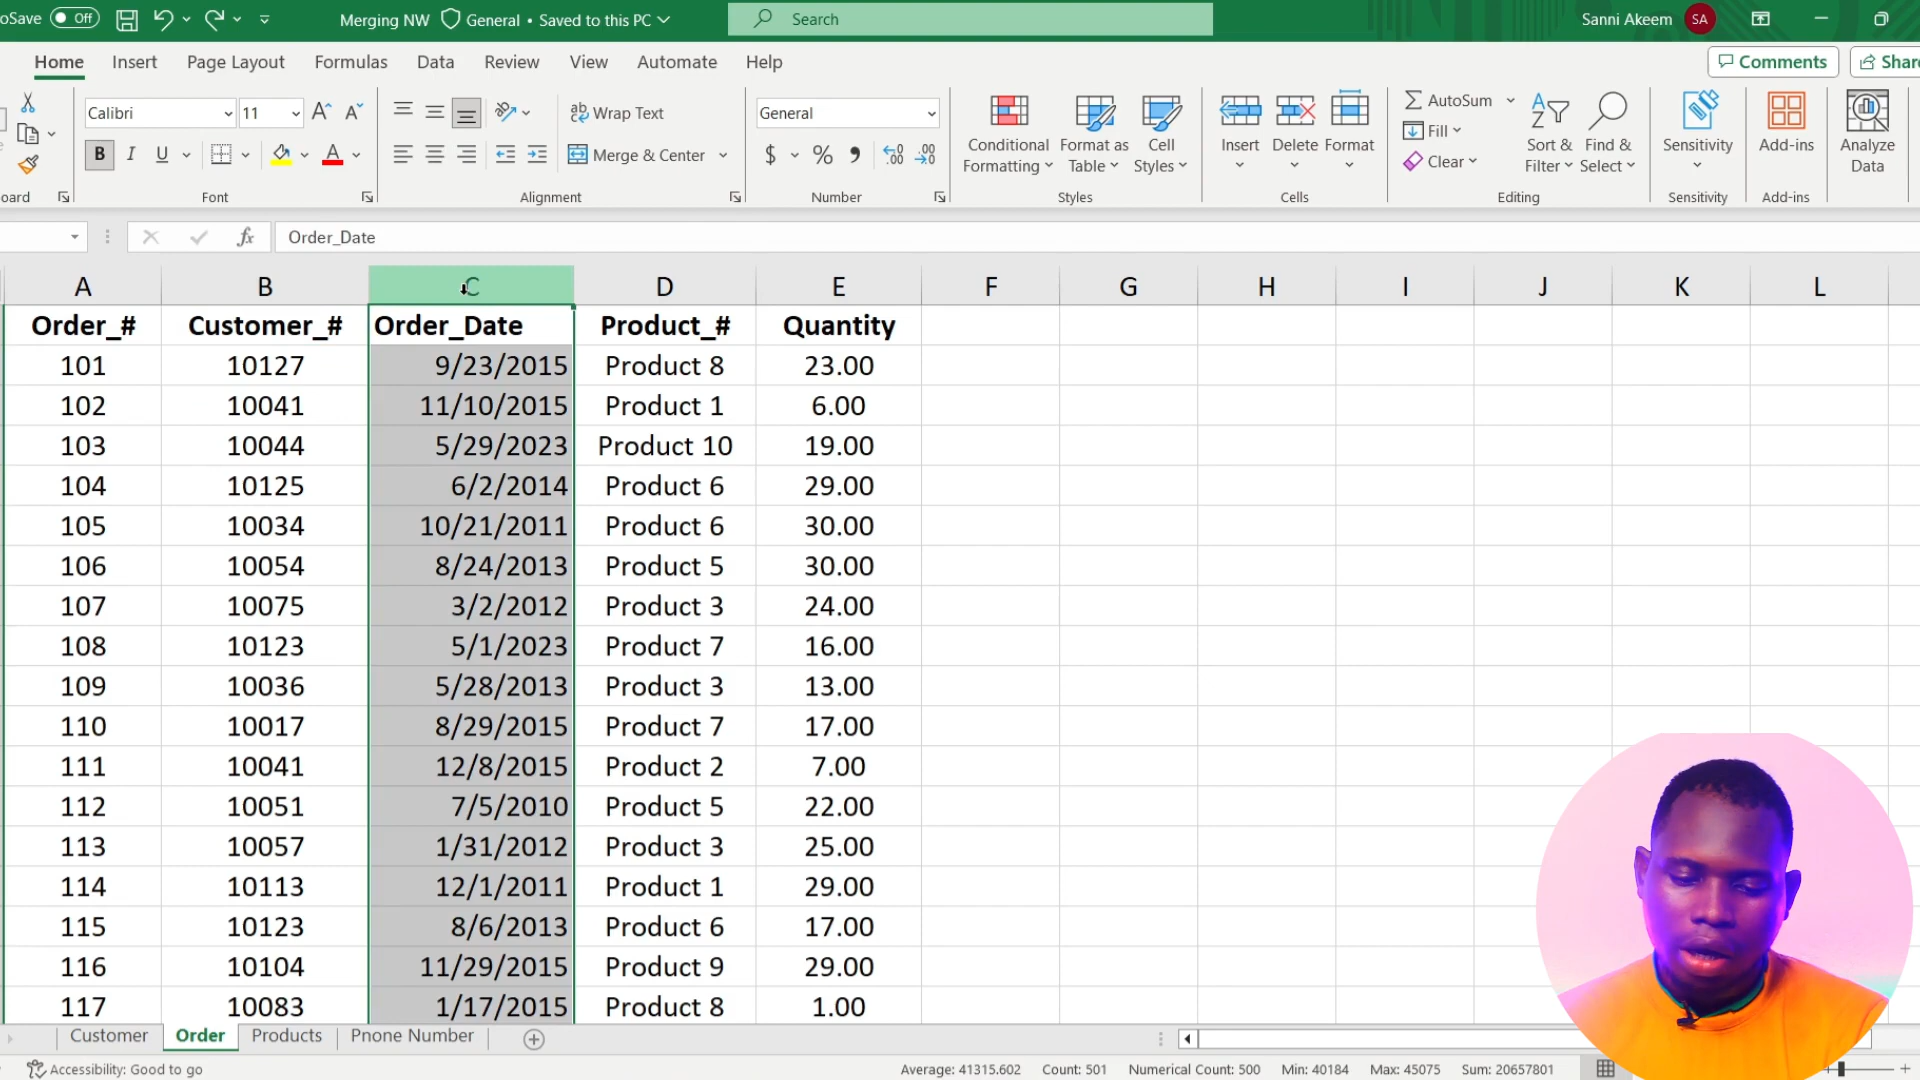 oSave Off Merging NW General • Saved to this PC Search Sanni Akeem SA
Home Insert Page Layout Formulas Data Review View Automate Help Comments Share
Calibri 11 Wrap Text General Conditional Formatting Format as Table Cell Styles Insert Delete Format AutoSum Sort & Filter Find & Select Sensitivity Add-ins Analyze Data
B I U Merge & Center $ % Fill Clear
oard Font Alignment Number Styles Cells Editing Sensitivity Add-ins
fx Order_Date
A B C D E F G H I J K L
Order_# Customer_# Order_Date Product_# Quantity
101 10127 9/23/2015 Product 8 23.00
102 10041 11/10/2015 Product 1 6.00
103 10044 5/29/2023 Product 10 19.00
104 10125 6/2/2014 Product 6 29.00
105 10034 10/21/2011 Product 6 30.00
106 10054 8/24/2013 Product 5 30.00
107 10075 3/2/2012 Product 3 24.00
108 10123 5/1/2023 Product 7 16.00
109 10036 5/28/2013 Product 3 13.00
110 10017 8/29/2015 Product 7 17.00
111 10041 12/8/2015 Product 2 7.00
112 10051 7/5/2010 Product 5 22.00
113 10057 1/31/2012 Product 3 25.00
114 10113 12/1/2011 Product 1 29.00
115 10123 8/6/2013 Product 6 17.00
116 10104 11/29/2015 Product 9 29.00
117 10083 1/17/2015 Product 8 1.00
Customer Order Products Pnone Number
Accessibility: Good to go Average: 41315.602 Count: 501 Numerical Count: 500 Min: 40184 Max: 45075 Sum: 20657801